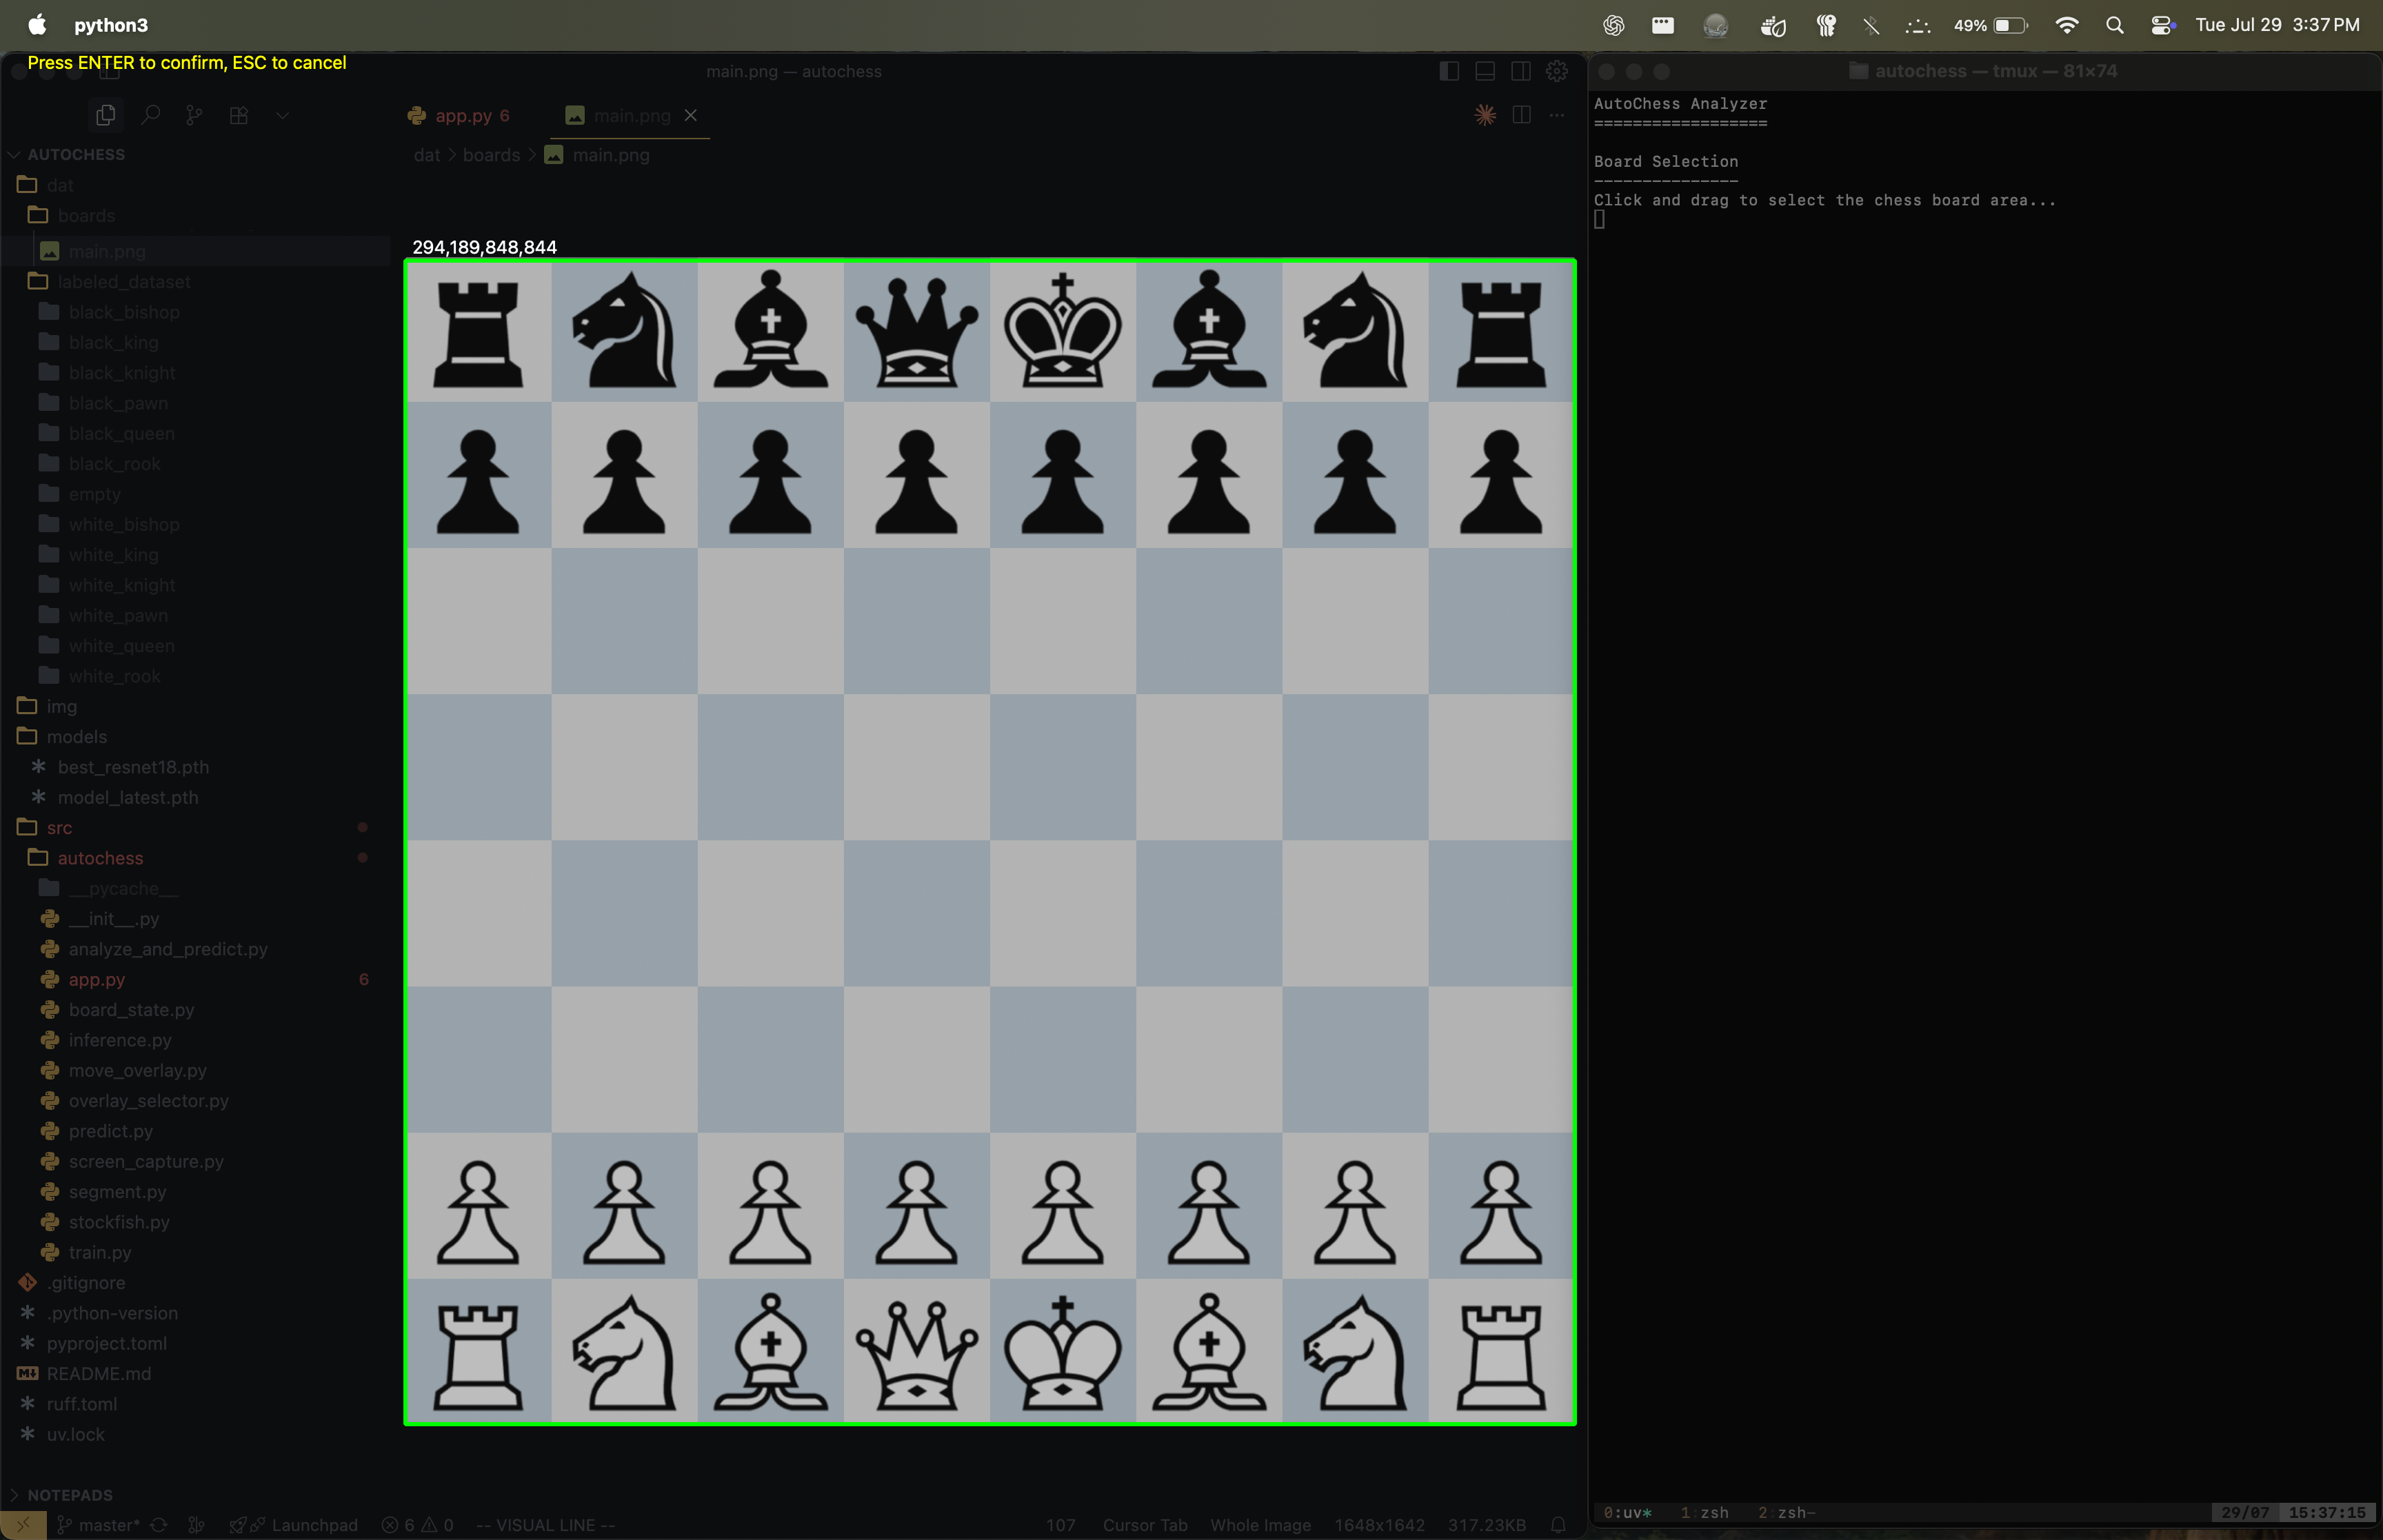 python3
49%
Tue Jul 29 3:37 PM
Press ENTER to confirm, ESC to cancel
main.png — autochess
app.py 6
main.png
dat > boards > main.png
AUTOCHESS
dat
boards
main.png
labeled_dataset
black_bishop
black_king
black_knight
black_pawn
black_queen
black_rook
empty
white_bishop
white_king
white_knight
white_pawn
white_queen
white_rook
img
models
best_resnet18.pth
model_latest.pth
src
autochess
__pycache__
__init__.py
analyze_and_predict.py
app.py 6
board_state.py
inference.py
move_overlay.py
overlay_selector.py
predict.py
screen_capture.py
segment.py
stockfish.py
train.py
.gitignore
.python-version
pyproject.toml
README.md
ruff.toml
uv.lock
NOTEPADS
294,189,848,844
master* Launchpad 6 0 -- VISUAL LINE -- 107 Cursor Tab Whole Image 1648x1642 317.23KB
autochess — tmux — 81×74
AutoChess Analyzer
==================
Board Selection
---------------
Click and drag to select the chess board area...
0:uv* 1:zsh 2:zsh- 29/07 15:37:15